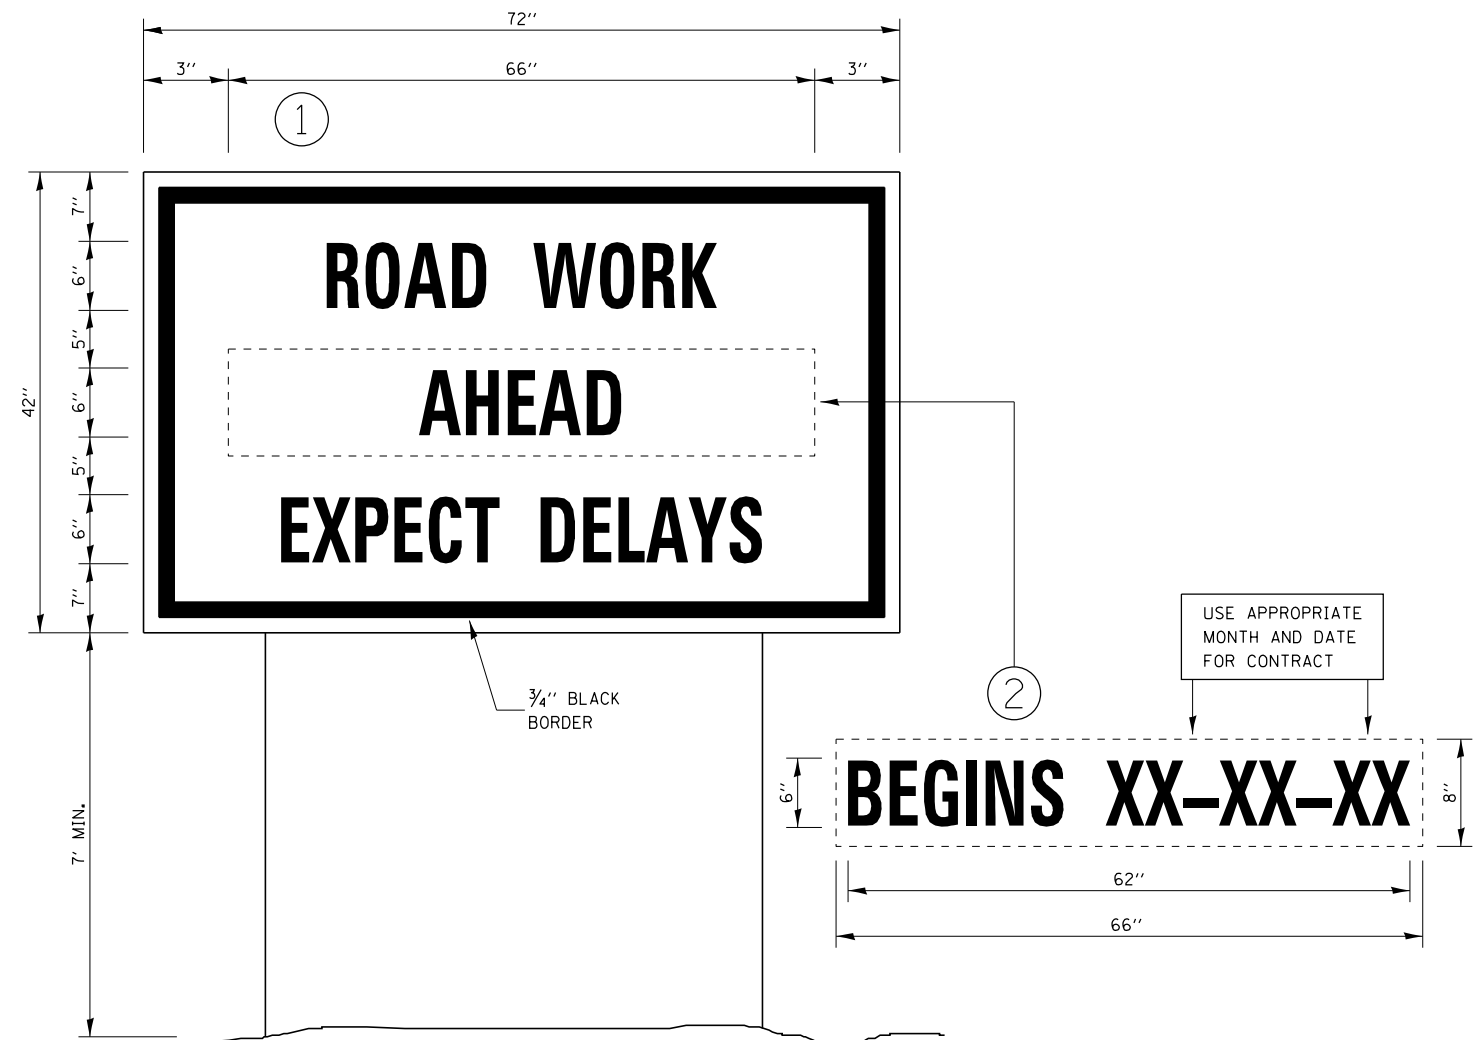 72''
3'' 66'' 3''
1
7''
ROAD WORK
6''
5''
AHEAD
6''
42''
5''
EXPECT DELAYS
6''
7''
USE APPROPRIATE
MONTH AND DATE
FOR CONTRACT
2
3/4'' BLACK
BORDER
7' MIN.
6''
BEGINS XX-XX-XX
8''
62''
66''